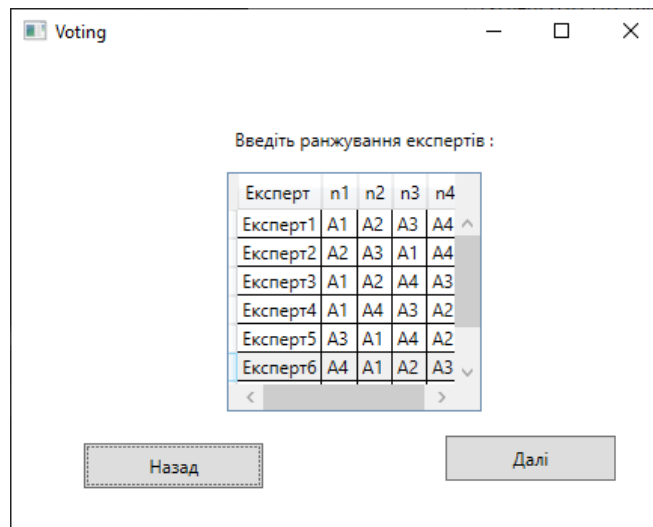 Voting
Введіть ранжування експертів :
Експерт n1 n2 n3 n4
Експерт1 A1 A2 A3 A4
Експерт2 A2 A3 A1 A4
Експерт3 A1 A2 A4 A3
Експерт4 A1 A4 A3 A2
Експерт5 A3 A1 A4 A2
Експерт6 A4 A1 A2 A3
Назад
Далі